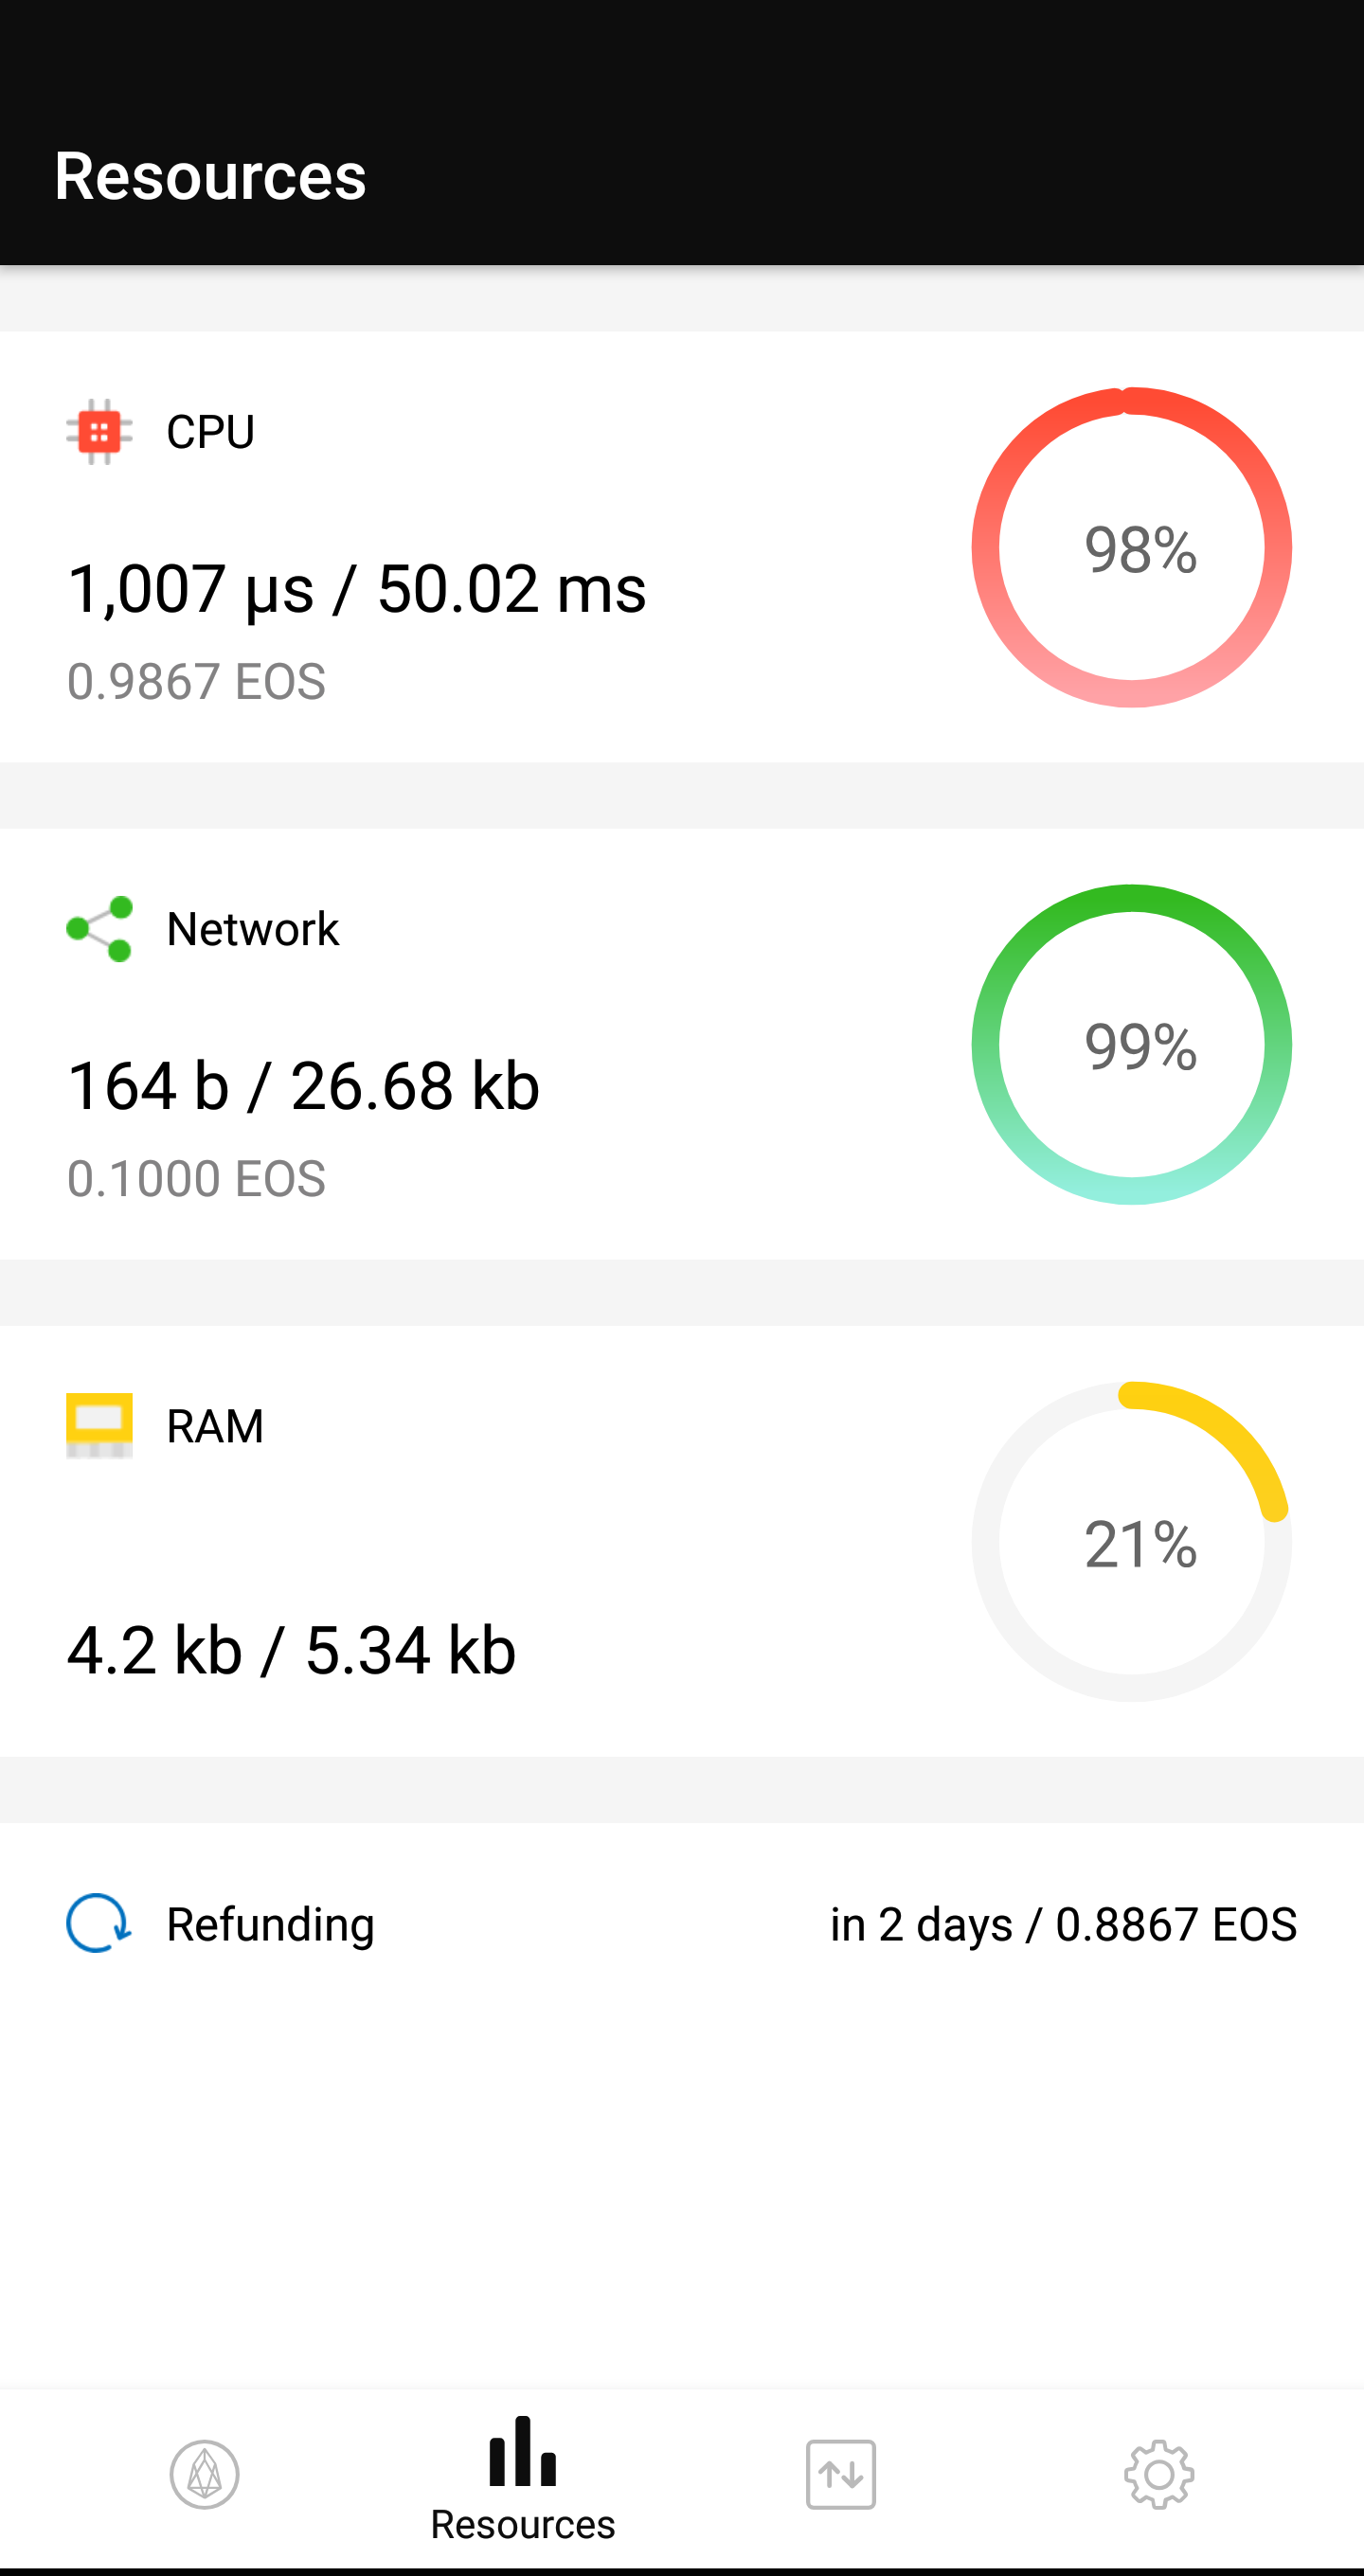 Resources
CPU
1,007 µs / 50.02 ms
0.9867 EOS
98%
Network
164 b / 26.68 kb
0.1000 EOS
99%
RAM
4.2 kb / 5.34 kb
21%
Refunding in 2 days / 0.8867 EOS
Resources